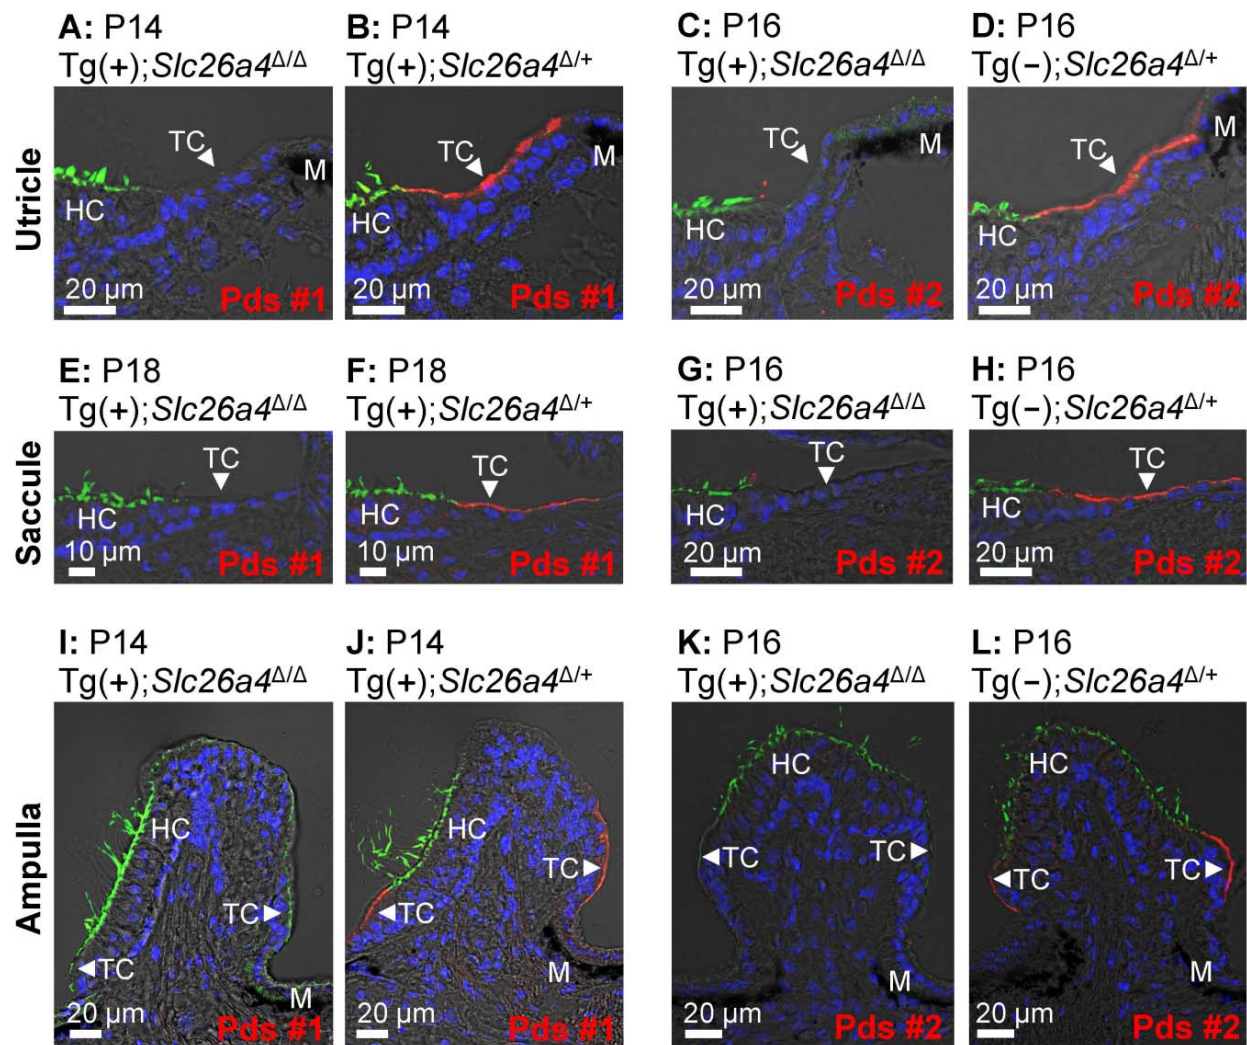 A: P14
Tg(+);Slc26a4Δ/Δ
B: P14
Tg(+);Slc26a4Δ/+
C: P16
Tg(+);Slc26a4Δ/Δ
D: P16
Tg(−);Slc26a4Δ/+
Utricle
TC
M
HC
20 µm
Pds #1
TC
M
HC
20 µm
Pds #1
TC
M
HC
20 µm
Pds #2
TC
M
HC
20 µm
Pds #2
E: P18
Tg(+);Slc26a4Δ/Δ
F: P18
Tg(+);Slc26a4Δ/+
G: P16
Tg(+);Slc26a4Δ/Δ
H: P16
Tg(−);Slc26a4Δ/+
Saccule
TC
HC
10 µm
Pds #1
TC
HC
10 µm
Pds #1
TC
HC
20 µm
Pds #2
TC
HC
20 µm
Pds #2
I: P14
Tg(+);Slc26a4Δ/Δ
J: P14
Tg(+);Slc26a4Δ/+
K: P16
Tg(+);Slc26a4Δ/Δ
L: P16
Tg(−);Slc26a4Δ/+
Ampulla
HC
TC
TC
M
20 µm
Pds #1
HC
TC
TC
M
20 µm
Pds #1
HC
TC
TC
M
20 µm
Pds #2
HC
TC
TC
M
20 µm
Pds #2